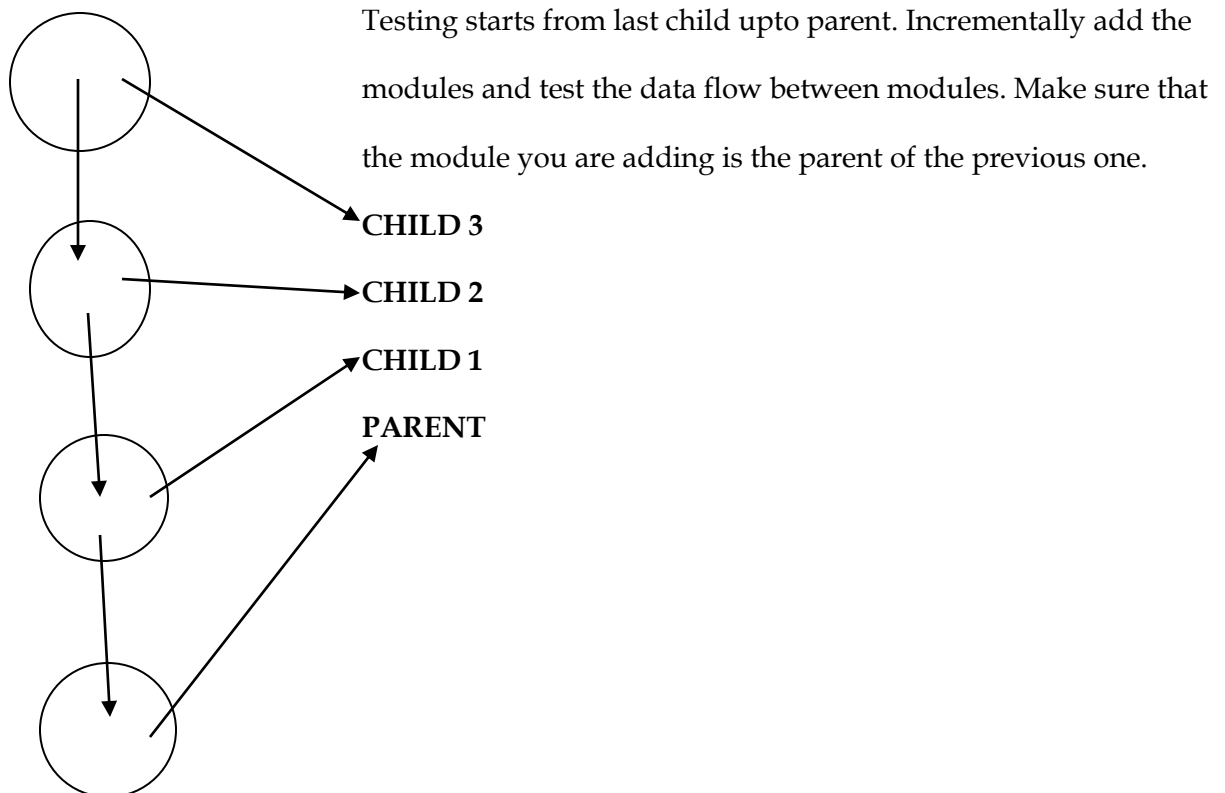 Testing starts from last child upto parent. Incrementally add the
modules and test the data flow between modules. Make sure that
the module you are adding is the parent of the previous one.
CHILD 3
CHILD 2
CHILD 1
PARENT